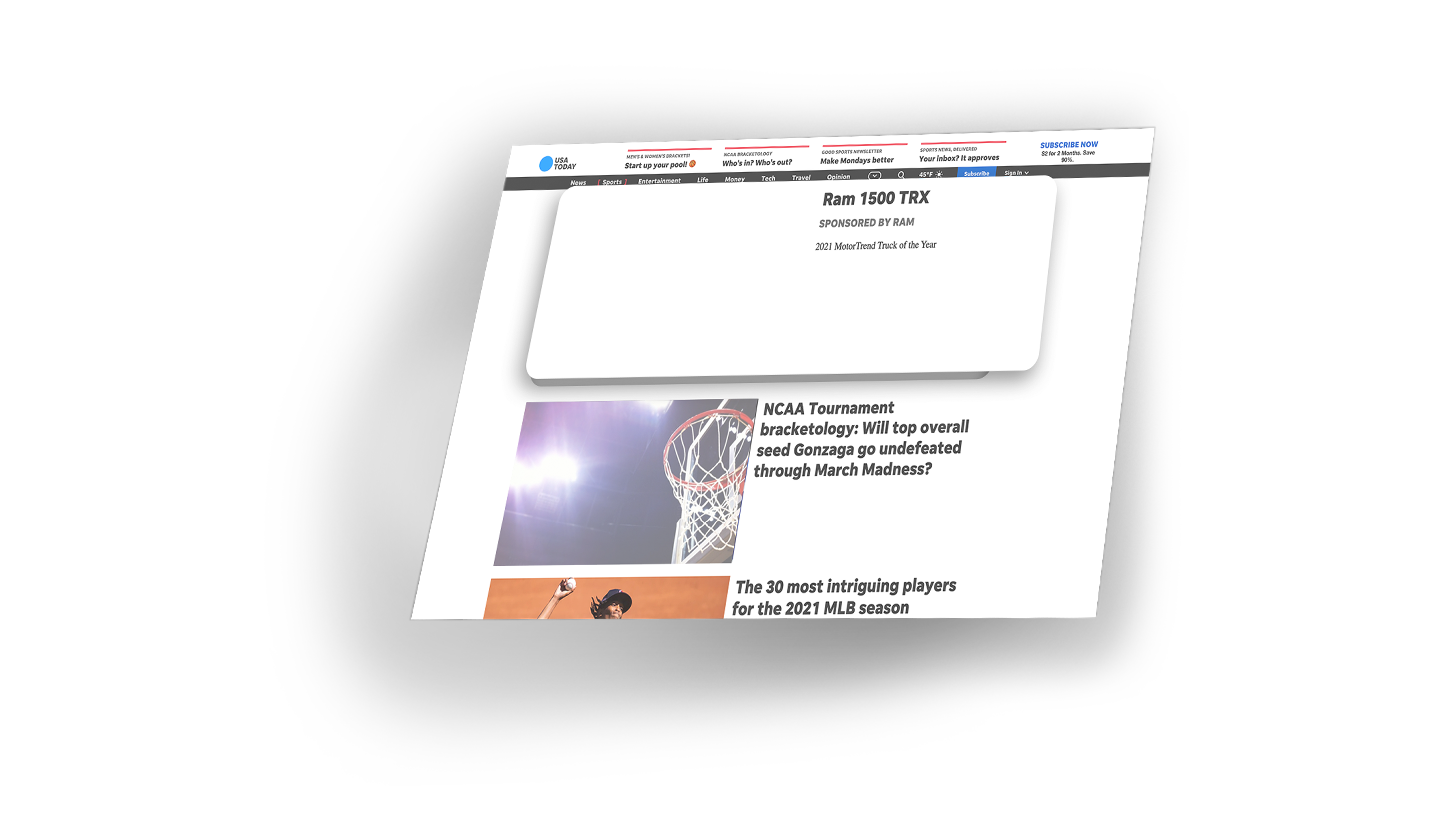 USA
TODAY
MEN'S & WOMEN'S BRACKETS!
Start up your pool!
NCAA BRACKETOLOGY
Who's in? Who's out?
GOOD SPORTS NEWSLETTER
Make Mondays better
SPORTS NEWS, DELIVERED
Your inbox? It approves
SUBSCRIBE NOW
$2 for 2 Months. Save
90%.
News Sports Entertainment Life Money Tech Travel Opinion 45°F Subscribe Sign In
Ram 1500 TRX
SPONSORED BY RAM
2021 MotorTrend Truck of the Year
NCAA Tournament
bracketology: Will top overall
seed Gonzaga go undefeated
through March Madness?
The 30 most intriguing players
for the 2021 MLB season